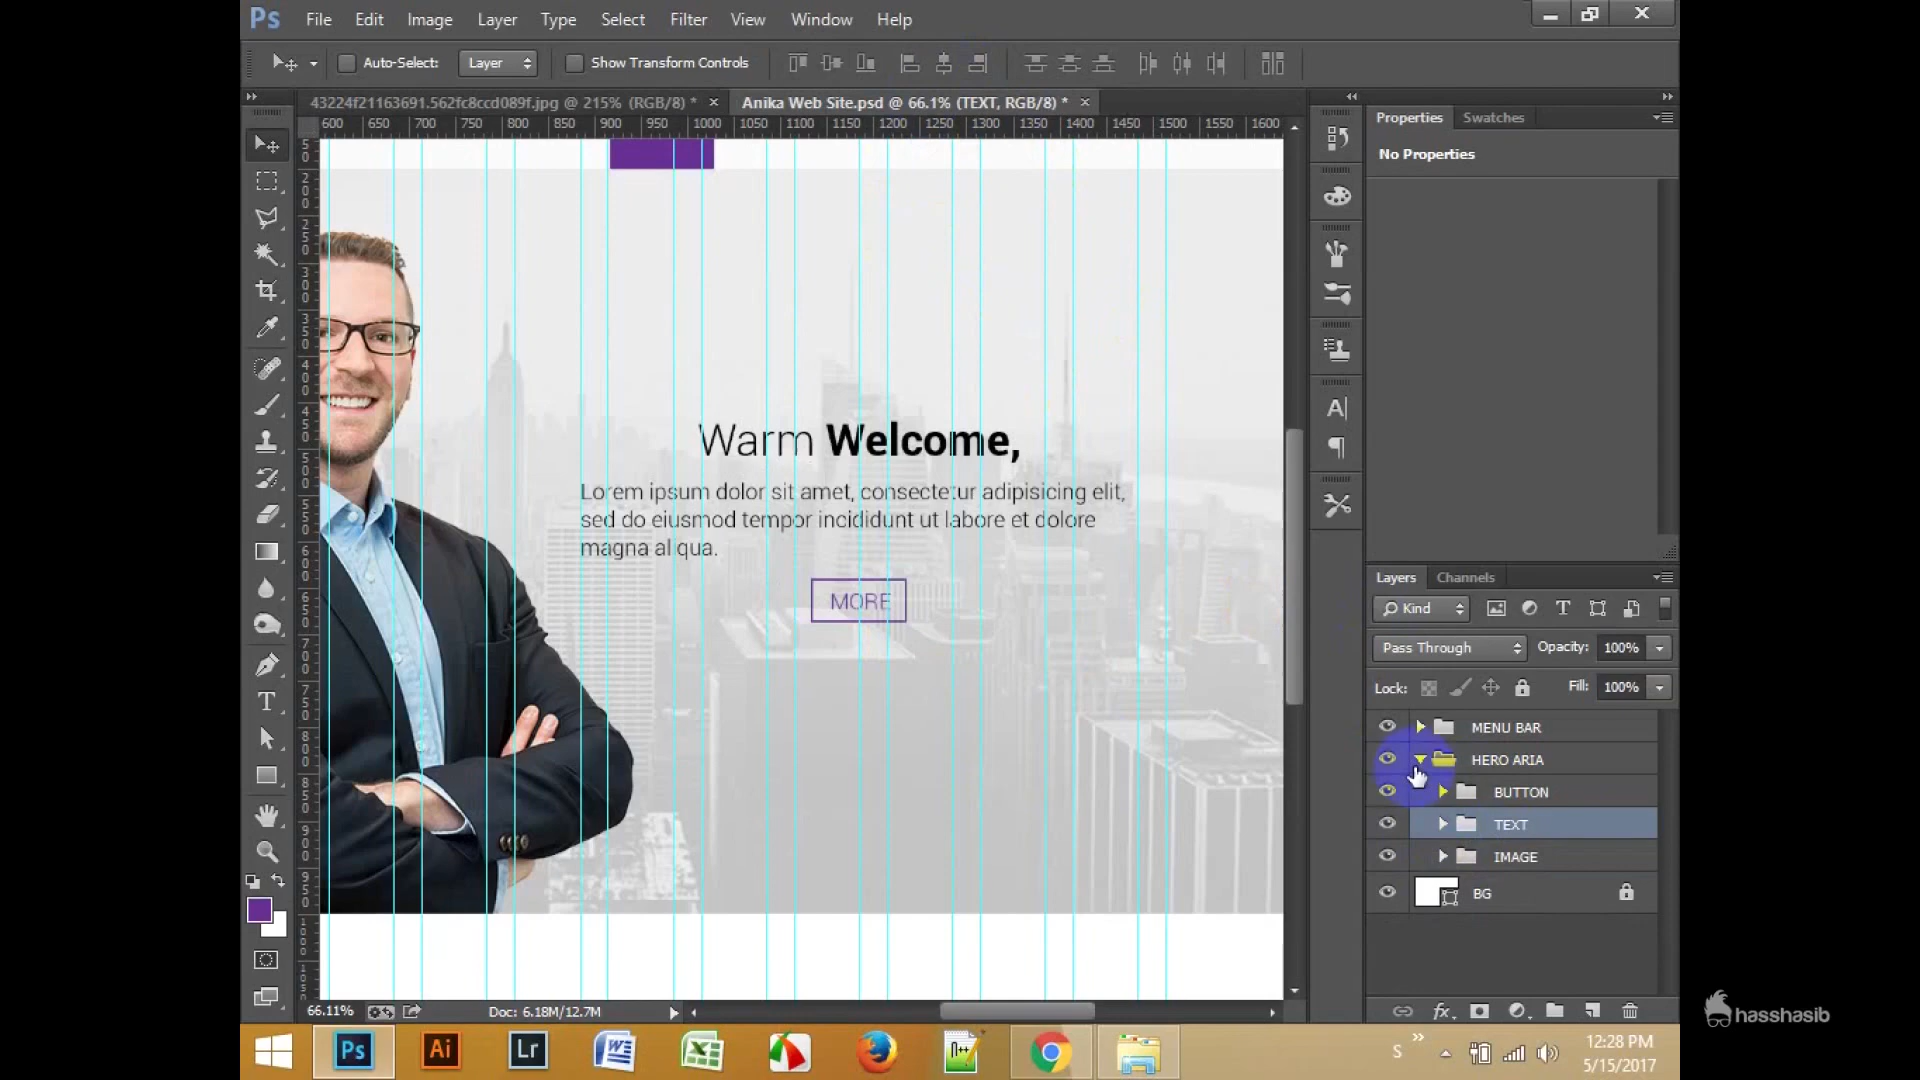 Ps File Edit Image Layer Type Select Filter View Window Help
Auto-Select: Layer Show Transform Controls
43224f21163691.562fc8ccd089f.jpg @ 215% (RGB/8) * × Anika Web Site.psd @ 66.1% (TEXT, RGB/8) * ×
600 650 700 750 800 850 900 950 1000 1050 1100 1150 1200 1250 1300 1350 1400 1450 1500 1550 1600
Properties Swatches
No Properties
Warm Welcome,
Lorem ipsum dolor sit amet, consectetur adipisicing elit,
sed do eiusmod tempor incididunt ut labore et dolore
magna al qua.
MORE
Layers Channels
Kind
Pass Through Opacity: 100%
Lock: Fill: 100%
MENU BAR
HERO ARIA
BUTTON
TEXT
IMAGE
BG
66.11% Doc: 6.18M/12.7M
hasshasib
Ps Ai Lr S 12:28 PM
5/15/2017